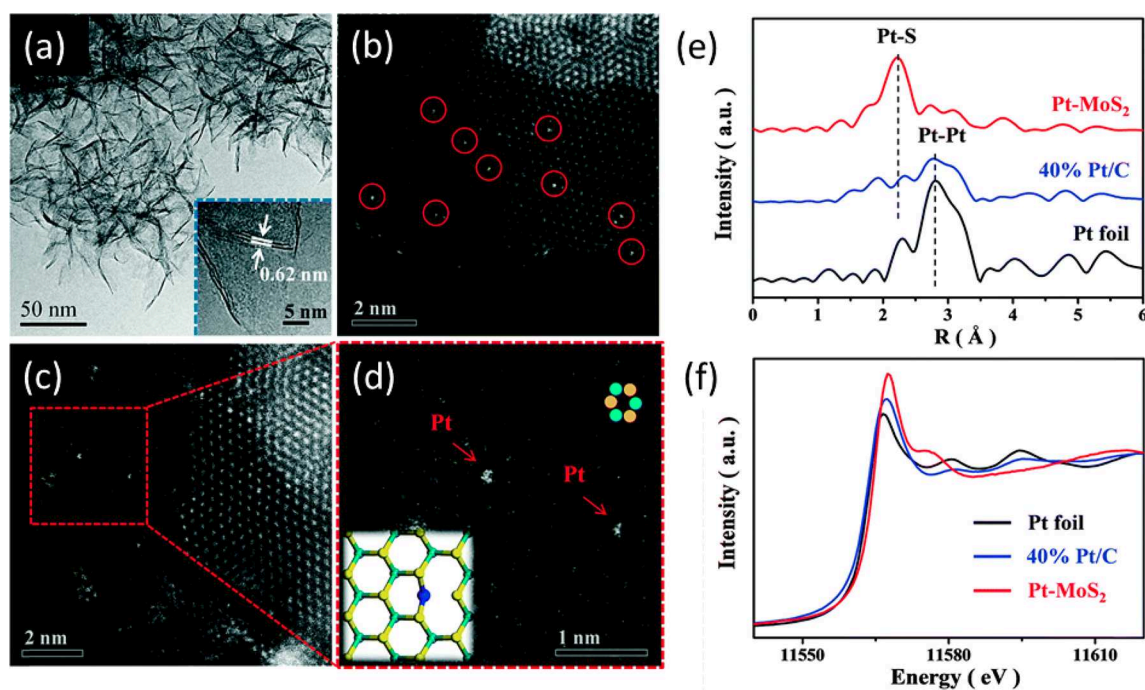 (a)
0.62 nm
5 nm
50 nm
(b)
2 nm
(c)
2 nm
(d)
Pt
Pt
1 nm
(e)
Pt-S
Pt-MoS₂
Pt-Pt
40% Pt/C
Pt foil
Intensity ( a.u. )
0 1 2 3 4 5 6
R ( Å )
(f)
Intensity ( a.u. )
Pt foil
40% Pt/C
Pt-MoS₂
11550 11580 11610
Energy ( eV )